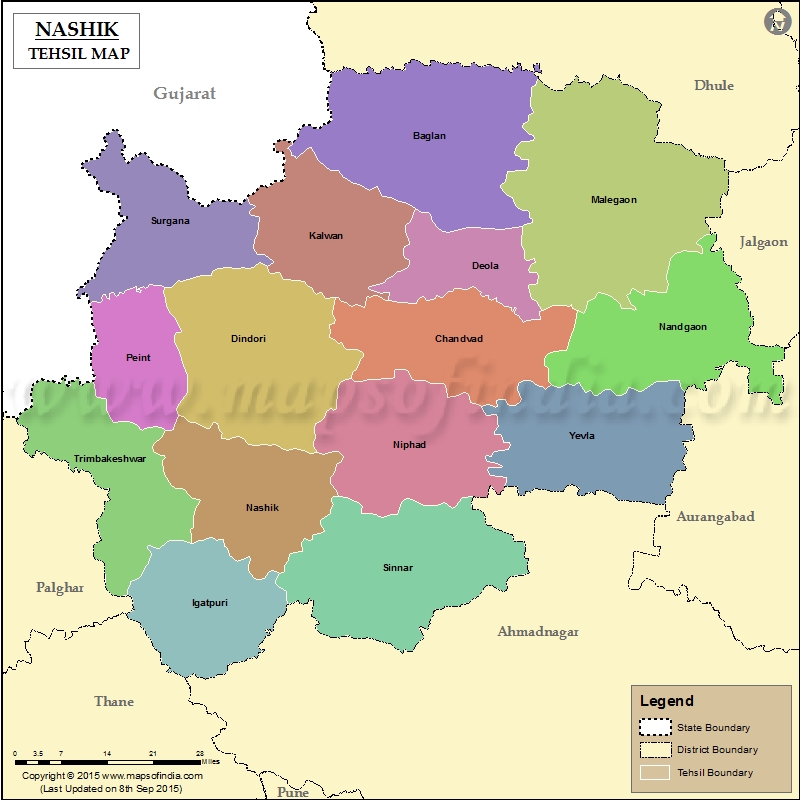 NASHIK
TEHSIL MAP
Gujarat
Dhule
Baglan
Malegaon
Surgana
Kalwan
Jalgaon
Deola
Nandgaon
Dindori
Chandvad
Peint
www.mapsofindia.com
Yevla
Niphad
Trimbakeshwar
Nashik
Aurangabad
Sinnar
Palghar
Igatpuri
Ahmadnagar
Thane
Legend
State Boundary
District Boundary
Tehsil Boundary
0 3.5 7 14 21 28
Miles
Copyright © 2015 www.mapsofindia.com
(Last Updated on 8th Sep 2015)
Pune